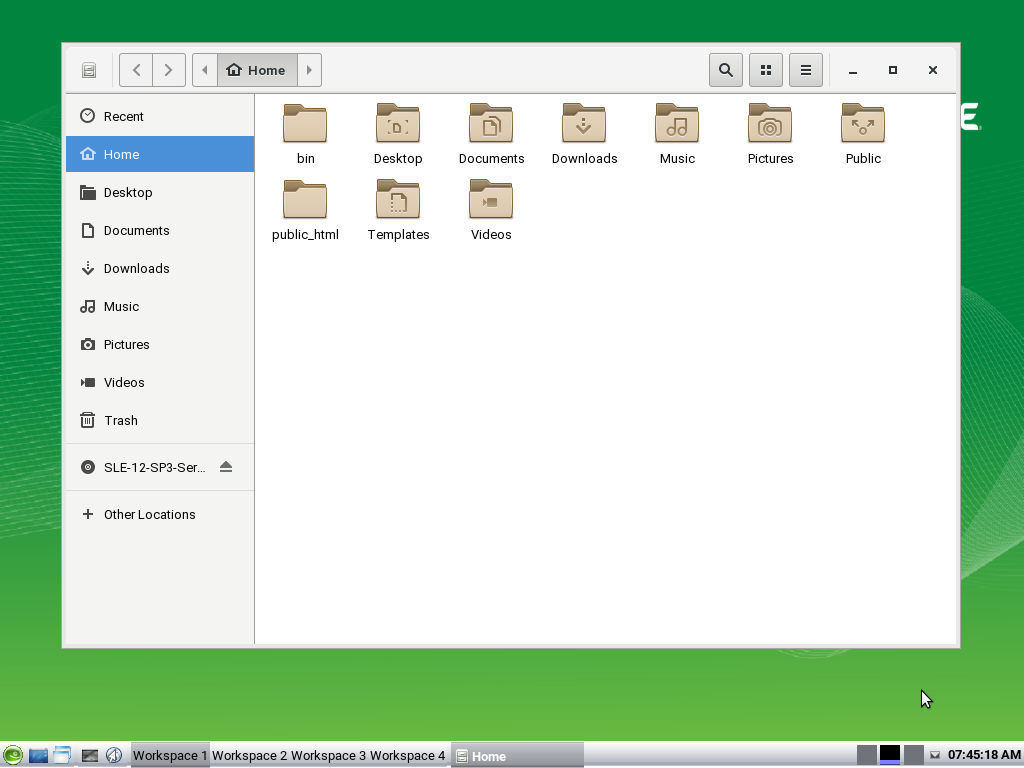 Home
Recent
Home
Desktop
Documents
Downloads
Music
Pictures
Videos
Trash
SLE-12-SP3-Ser...
Other Locations
bin
Desktop
Documents
Downloads
Music
Pictures
Public
public_html
Templates
Videos
E
Workspace 1 Workspace 2 Workspace 3 Workspace 4
Home
07:45:18 AM